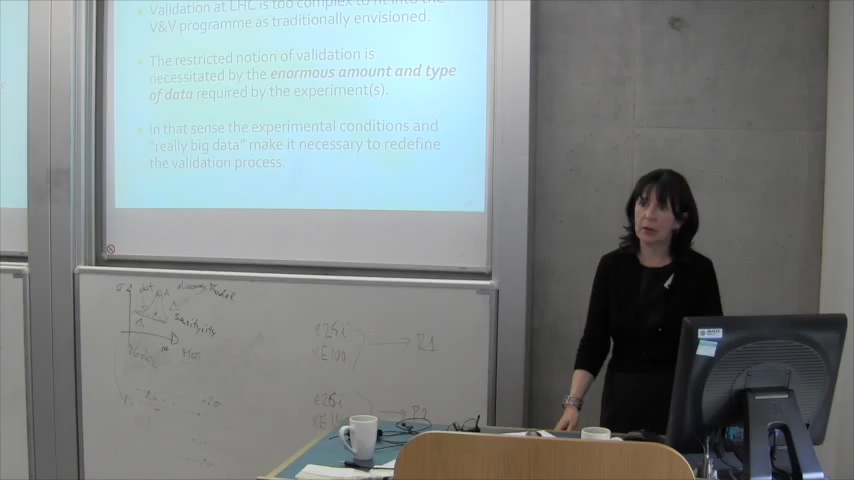 Validation at LHC is too complex to fit into the
V&V programme as traditionally envisioned.
The restricted notion of validation is
necessitated by the enormous amount and type
of data required by the experiment(s).
In that sense the experimental conditions and
"really big data" make it necessary to redefine
the validation process.
Model
Sensitivity
e25i
R1
e25i